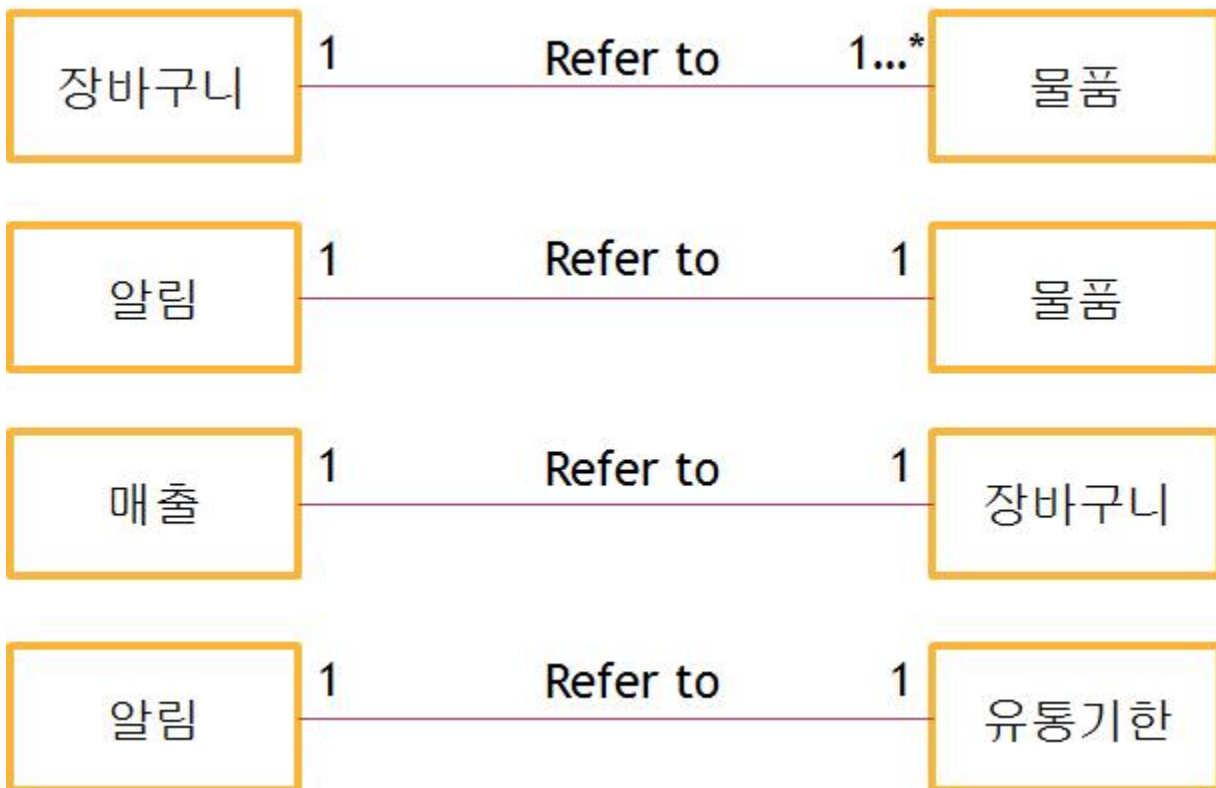 장바구니 1 Refer to 1...* 물품
알림 1 Refer to 1 물품
매출 1 Refer to 1 장바구니
알림 1 Refer to 1 유통기한